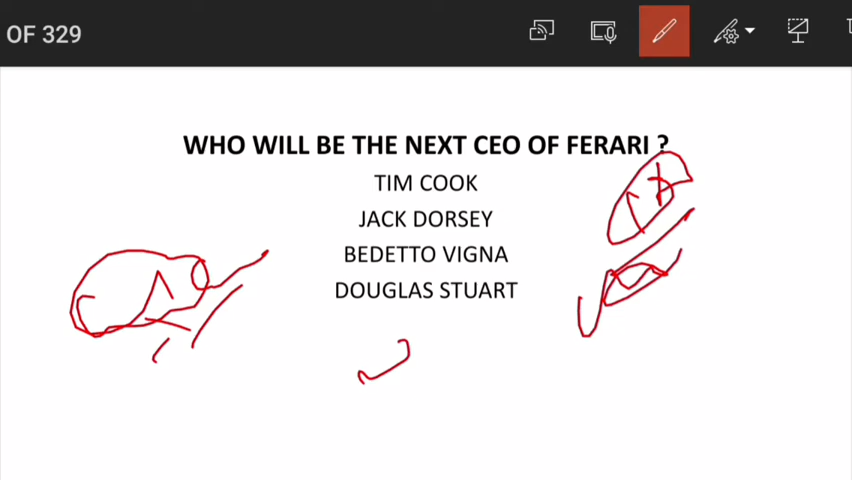 OF 329
WHO WILL BE THE NEXT CEO OF FERARI ?
TIM COOK
JACK DORSEY
BEDETTO VIGNA
DOUGLAS STUART